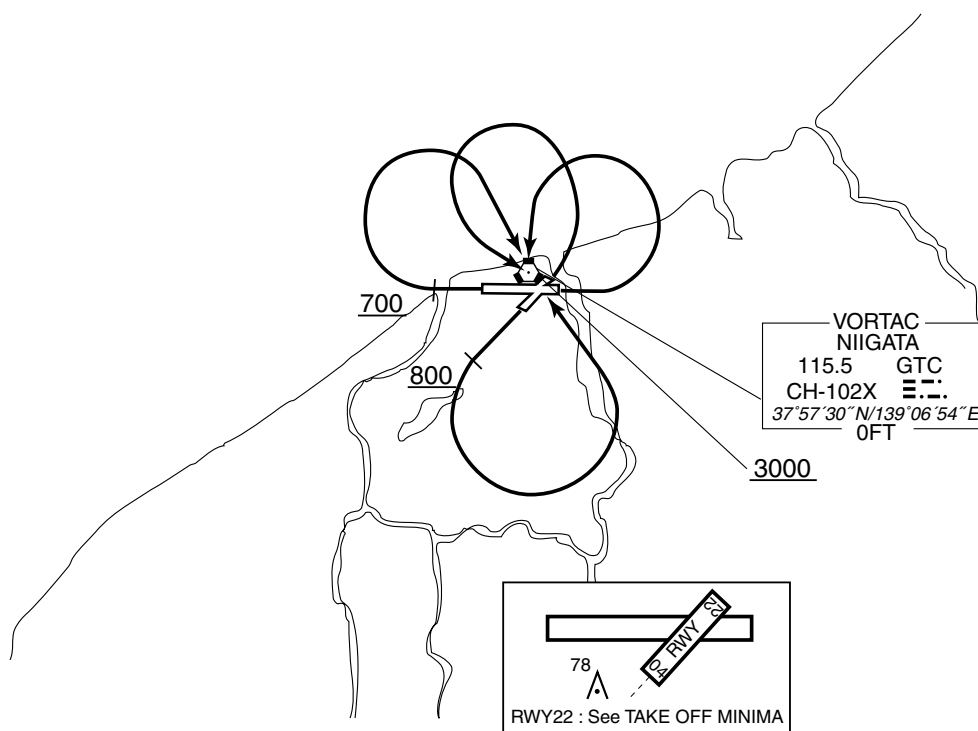 700
800
VORTAC
NIIGATA
115.5 GTC
CH-102X
37°57′30″N/139°06′54″E
0FT
3000
22
RWY
04
78
RWY22 : See TAKE OFF MINIMA